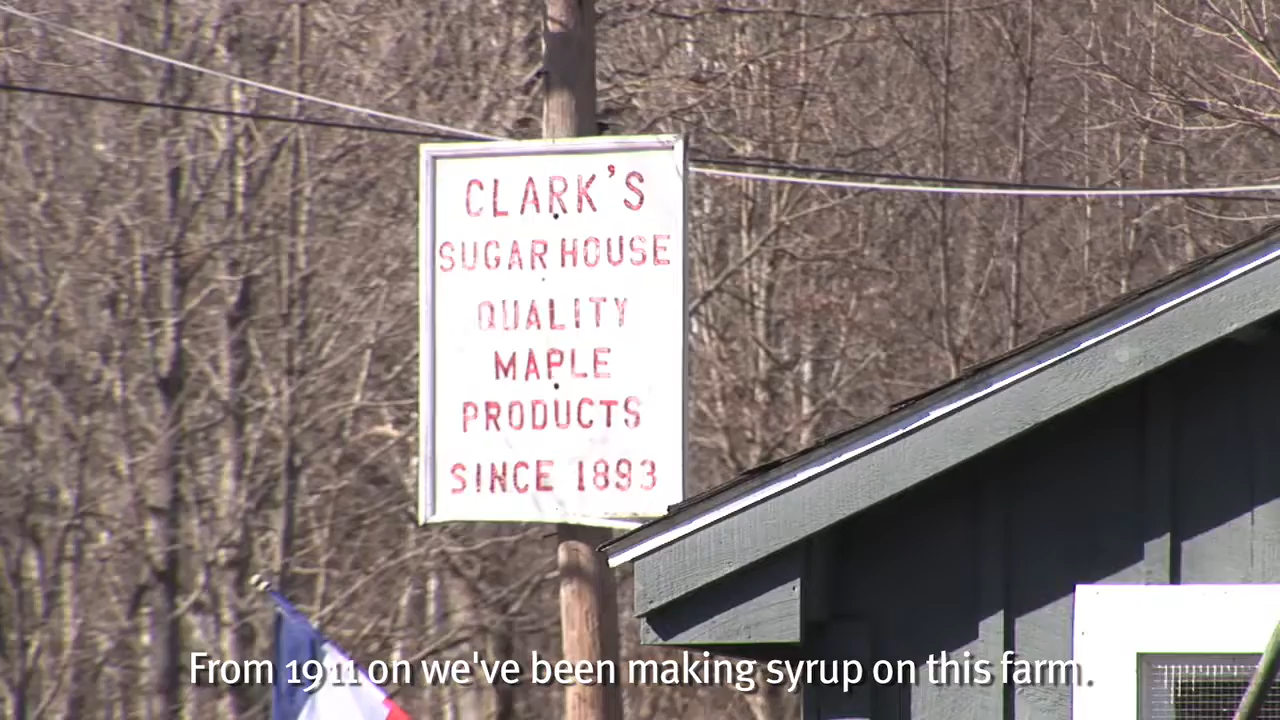 CLARK'S
SUGAR HOUSE
QUALITY
MAPLE
PRODUCTS
SINCE 1893
From 1911 on we've been making syrup on this farm.